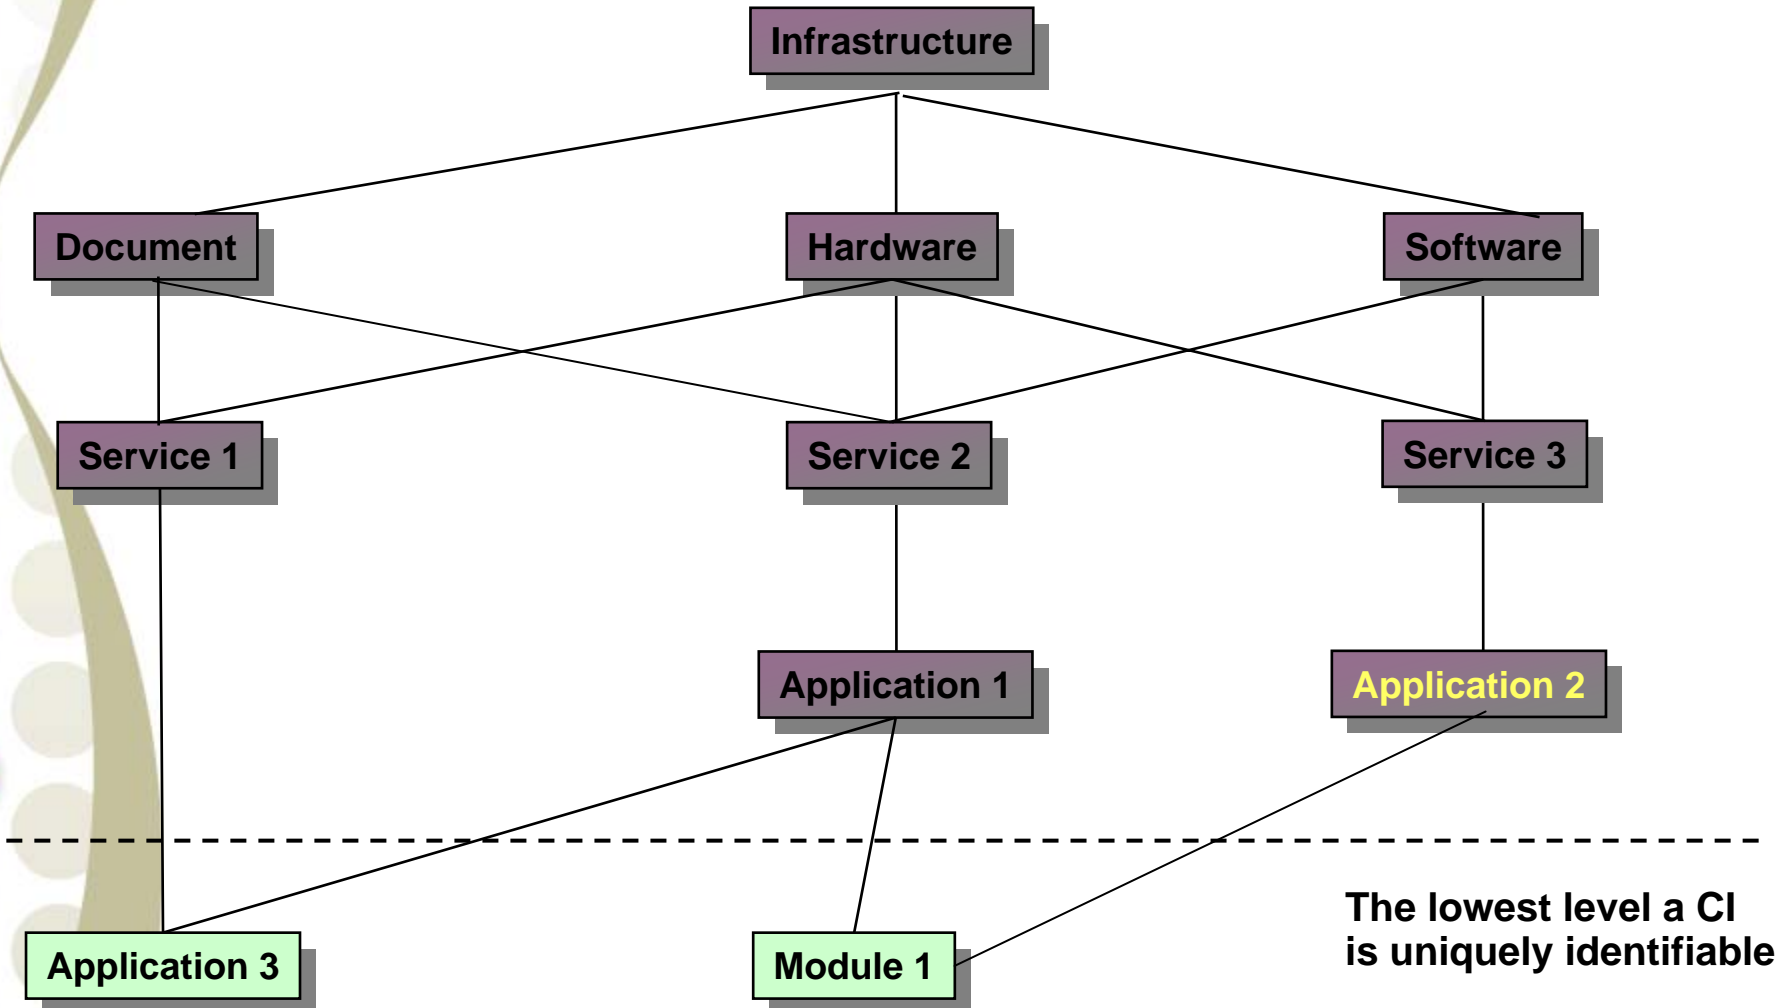 Infrastructure
Document
Hardware
Software
Service 1
Service 2
Service 3
Application 1
Application 2
The lowest level a CI
is uniquely identifiable
Application 3
Module 1